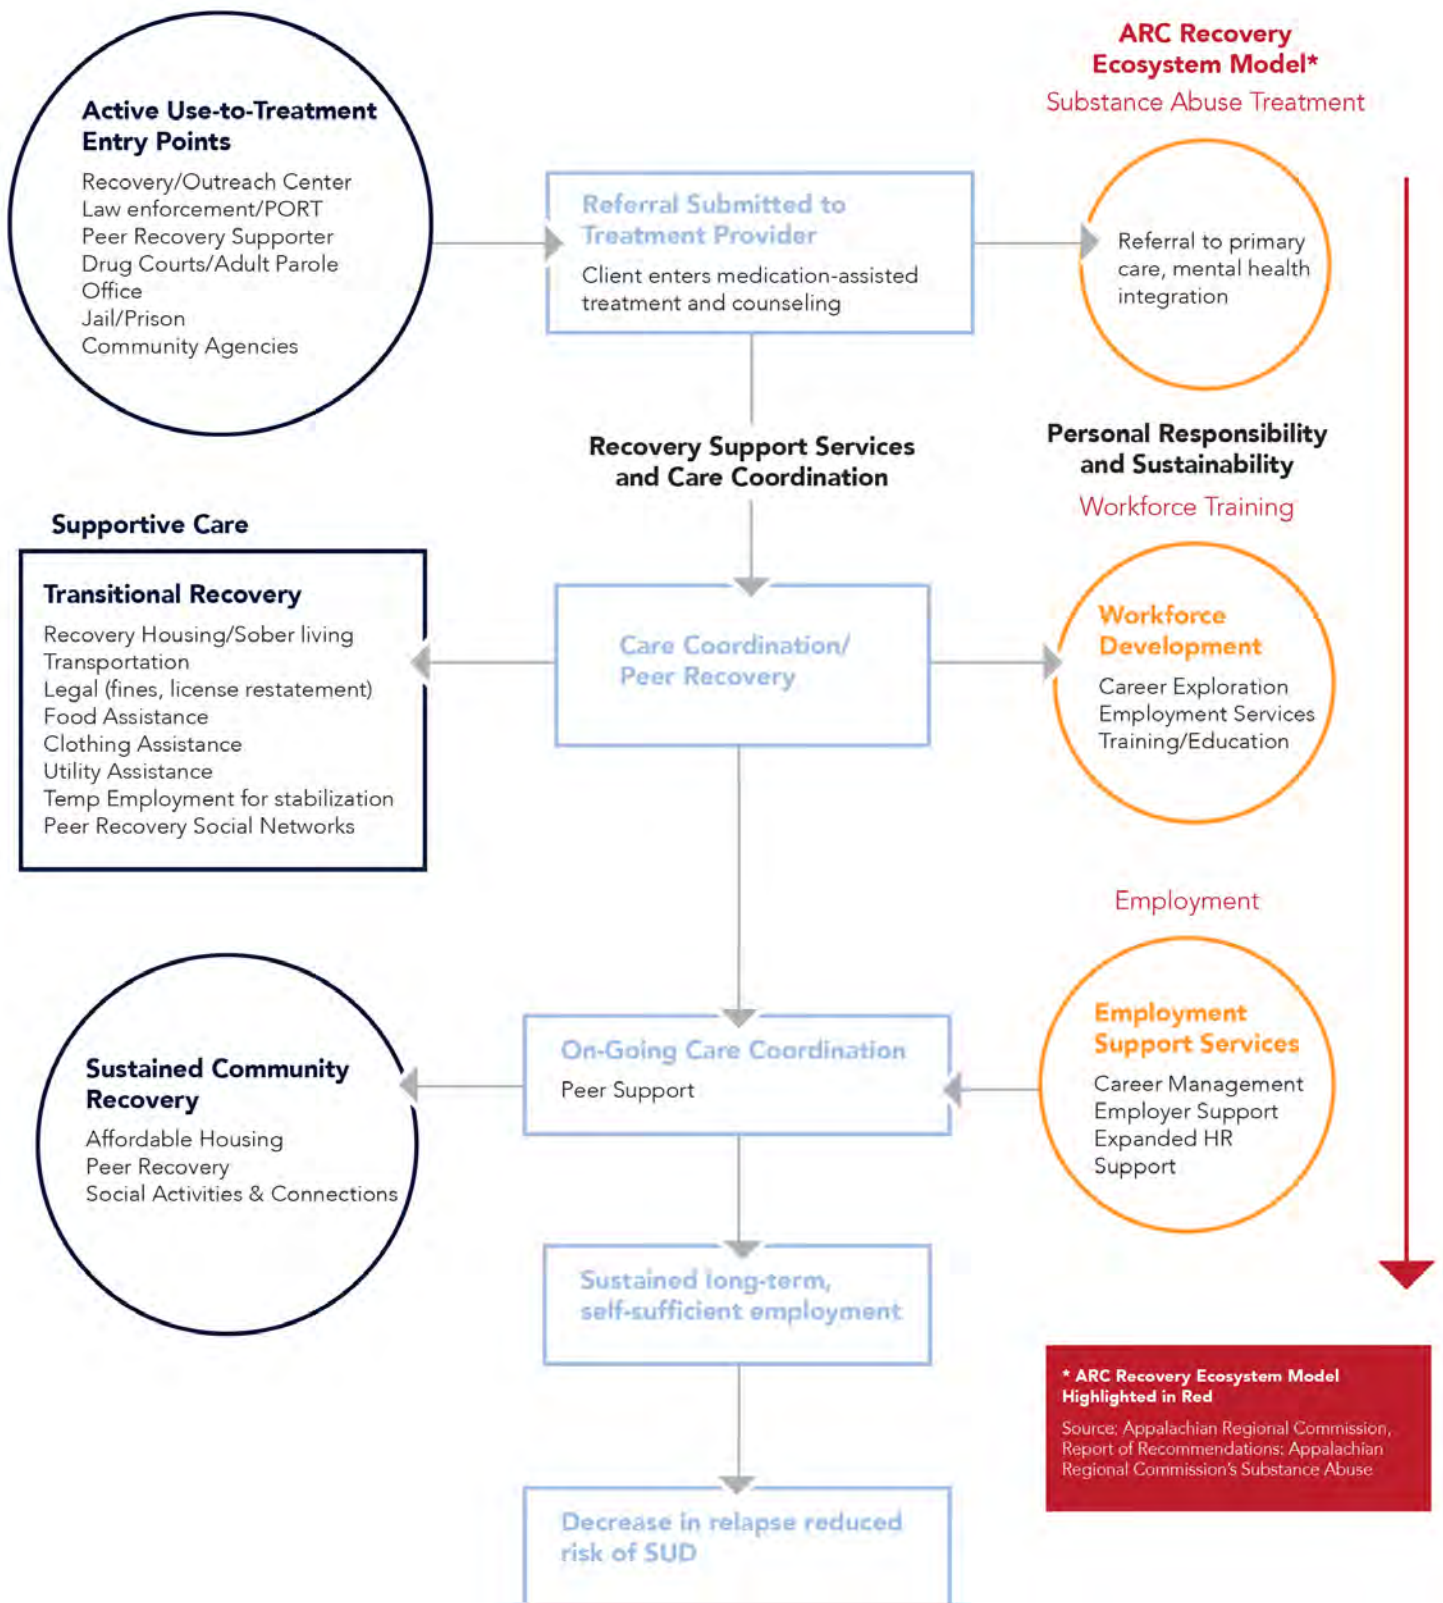 Active Use-to-Treatment
Entry Points
Recovery/Outreach Center
Law enforcement/PORT
Peer Recovery Supporter
Drug Courts/Adult Parole
Office
Jail/Prison
Community Agencies
Referral Submitted to
Treatment Provider
Client enters medication-assisted
treatment and counseling
ARC Recovery
Ecosystem Model*
Substance Abuse Treatment
Referral to primary
care, mental health
integration
Recovery Support Services
and Care Coordination
Personal Responsibility
and Sustainability
Workforce Training
Supportive Care
Transitional Recovery
Recovery Housing/Sober living
Transportation
Legal (fines, license restatement)
Food Assistance
Clothing Assistance
Utility Assistance
Temp Employment for stabilization
Peer Recovery Social Networks
Care Coordination/
Peer Recovery
Workforce
Development
Career Exploration
Employment Services
Training/Education
Employment
Sustained Community
Recovery
Affordable Housing
Peer Recovery
Social Activities & Connections
On-Going Care Coordination
Peer Support
Employment
Support Services
Career Management
Employer Support
Expanded HR
Support
Sustained long-term,
self-sufficient employment
* ARC Recovery Ecosystem Model
Highlighted in Red
Source: Appalachian Regional Commission,
Report of Recommendations: Appalachian
Regional Commission's Substance Abuse
Decrease in relapse reduced
risk of SUD